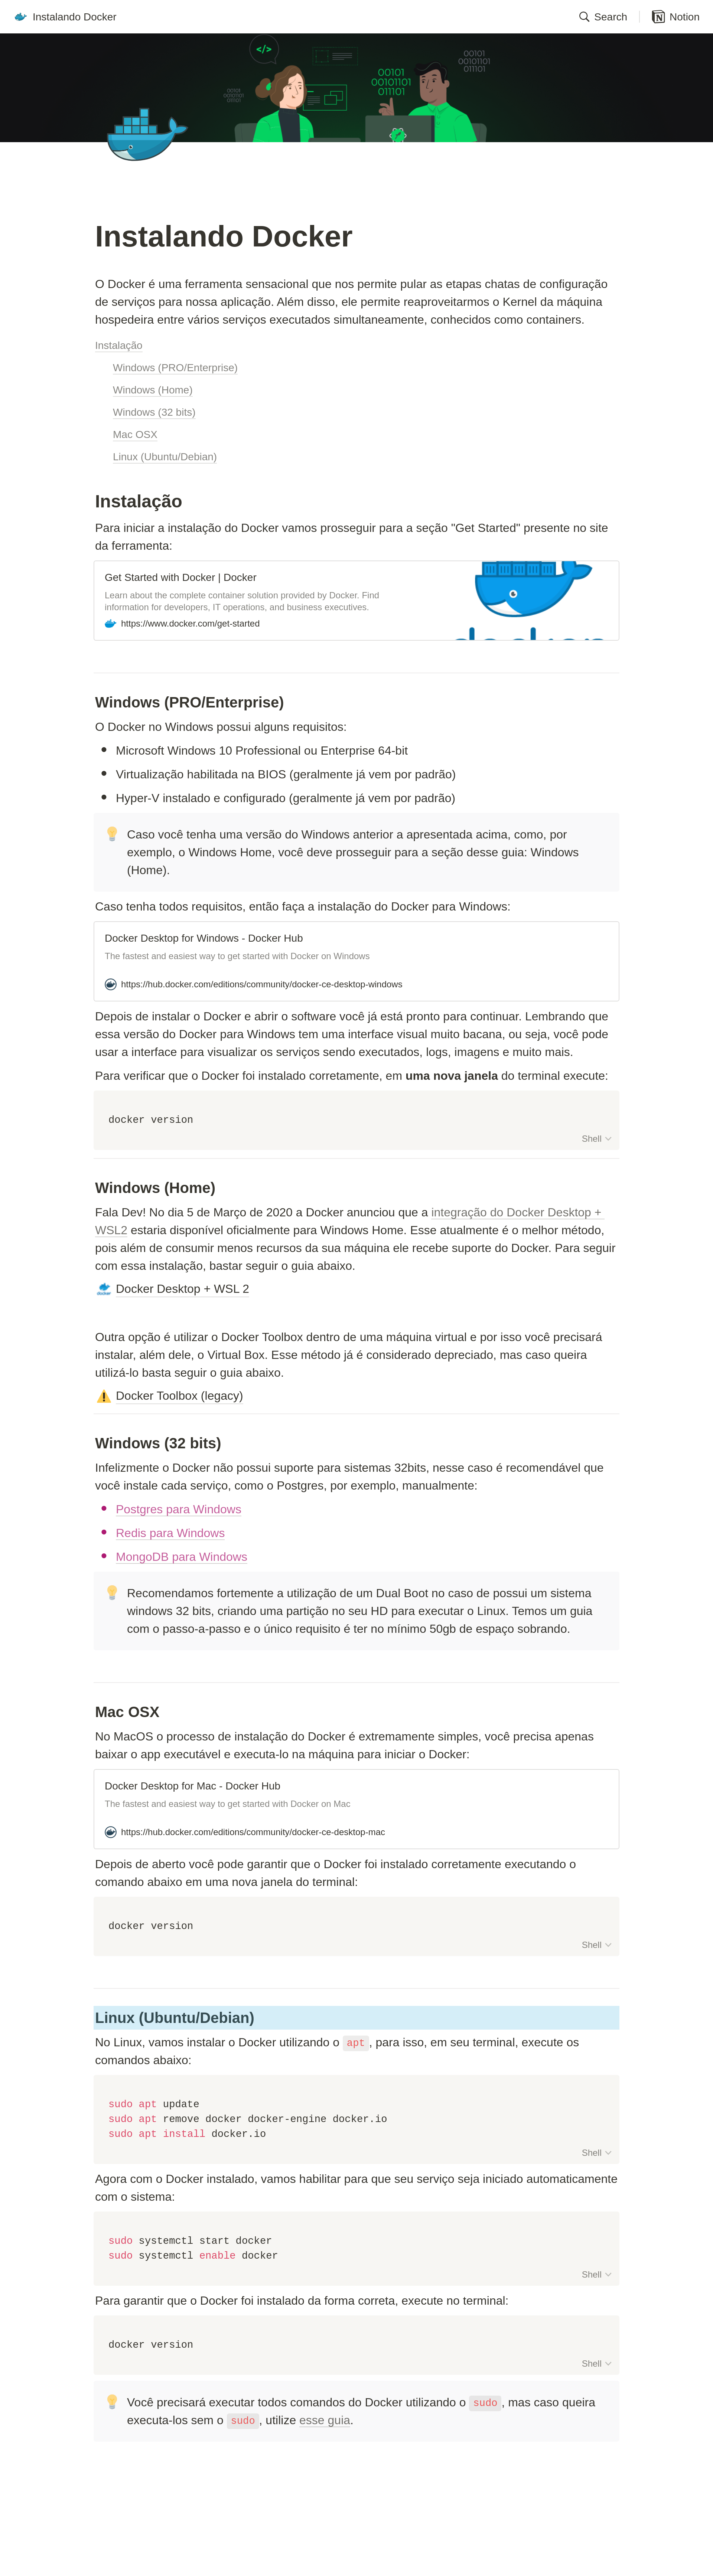 Instalando Docker
Search
Notion
</>
00101
00101101
011101
00101
00101101
011101
00101
00101101
011101
Instalando Docker
O Docker é uma ferramenta sensacional que nos permite pular as etapas chatas de configuração
de serviços para nossa aplicação. Além disso, ele permite reaproveitarmos o Kernel da máquina
hospedeira entre vários serviços executados simultaneamente, conhecidos como containers.
Instalação
Windows (PRO/Enterprise)
Windows (Home)
Windows (32 bits)
Mac OSX
Linux (Ubuntu/Debian)
Instalação
Para iniciar a instalação do Docker vamos prosseguir para a seção "Get Started" presente no site
da ferramenta:
Get Started with Docker | Docker
Learn about the complete container solution provided by Docker. Find
information for developers, IT operations, and business executives.
https://www.docker.com/get-started
Windows (PRO/Enterprise)
O Docker no Windows possui alguns requisitos:
• Microsoft Windows 10 Professional ou Enterprise 64-bit
• Virtualização habilitada na BIOS (geralmente já vem por padrão)
• Hyper-V instalado e configurado (geralmente já vem por padrão)
Caso você tenha uma versão do Windows anterior a apresentada acima, como, por
exemplo, o Windows Home, você deve prosseguir para a seção desse guia: Windows
(Home).
Caso tenha todos requisitos, então faça a instalação do Docker para Windows:
Docker Desktop for Windows - Docker Hub
The fastest and easiest way to get started with Docker on Windows
https://hub.docker.com/editions/community/docker-ce-desktop-windows
Depois de instalar o Docker e abrir o software você já está pronto para continuar. Lembrando que
essa versão do Docker para Windows tem uma interface visual muito bacana, ou seja, você pode
usar a interface para visualizar os serviços sendo executados, logs, imagens e muito mais.
Para verificar que o Docker foi instalado corretamente, em uma nova janela do terminal execute:
docker version
Shell
Windows (Home)
Fala Dev! No dia 5 de Março de 2020 a Docker anunciou que a integração do Docker Desktop +
WSL2 estaria disponível oficialmente para Windows Home. Esse atualmente é o melhor método,
pois além de consumir menos recursos da sua máquina ele recebe suporte do Docker. Para seguir
com essa instalação, bastar seguir o guia abaixo.
Docker Desktop + WSL 2
Outra opção é utilizar o Docker Toolbox dentro de uma máquina virtual e por isso você precisará
instalar, além dele, o Virtual Box. Esse método já é considerado depreciado, mas caso queira
utilizá-lo basta seguir o guia abaixo.
Docker Toolbox (legacy)
Windows (32 bits)
Infelizmente o Docker não possui suporte para sistemas 32bits, nesse caso é recomendável que
você instale cada serviço, como o Postgres, por exemplo, manualmente:
• Postgres para Windows
• Redis para Windows
• MongoDB para Windows
Recomendamos fortemente a utilização de um Dual Boot no caso de possui um sistema
windows 32 bits, criando uma partição no seu HD para executar o Linux. Temos um guia
com o passo-a-passo e o único requisito é ter no mínimo 50gb de espaço sobrando.
Mac OSX
No MacOS o processo de instalação do Docker é extremamente simples, você precisa apenas
baixar o app executável e executa-lo na máquina para iniciar o Docker:
Docker Desktop for Mac - Docker Hub
The fastest and easiest way to get started with Docker on Mac
https://hub.docker.com/editions/community/docker-ce-desktop-mac
Depois de aberto você pode garantir que o Docker foi instalado corretamente executando o
comando abaixo em uma nova janela do terminal:
docker version
Shell
Linux (Ubuntu/Debian)
No Linux, vamos instalar o Docker utilizando o apt, para isso, em seu terminal, execute os
comandos abaixo:
sudo apt update
sudo apt remove docker docker-engine docker.io
sudo apt install docker.io
Shell
Agora com o Docker instalado, vamos habilitar para que seu serviço seja iniciado automaticamente
com o sistema:
sudo systemctl start docker
sudo systemctl enable docker
Shell
Para garantir que o Docker foi instalado da forma correta, execute no terminal:
docker version
Shell
Você precisará executar todos comandos do Docker utilizando o sudo, mas caso queira
executa-los sem o sudo, utilize esse guia.